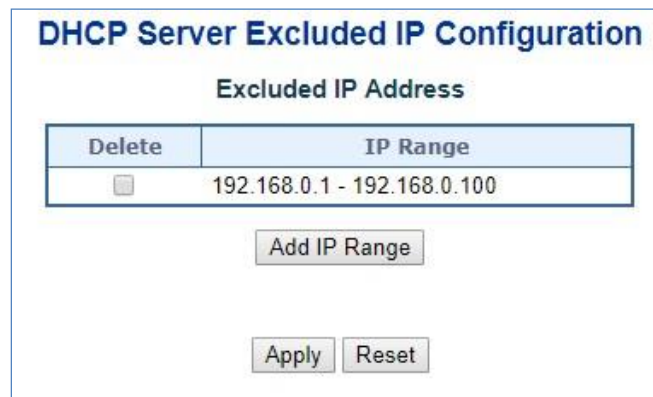 DHCP Server Excluded IP Configuration
Excluded IP Address
Delete IP Range
192.168.0.1 - 192.168.0.100
Add IP Range
Apply Reset